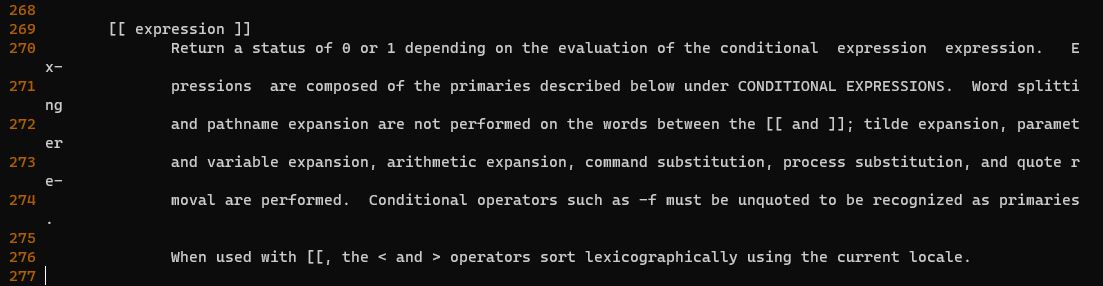 268
269 [[ expression ]]
270 Return a status of 0 or 1 depending on the evaluation of the conditional  expression  expression.   E
x-
271 pressions  are composed of the primaries described below under CONDITIONAL EXPRESSIONS.  Word splitti
ng
272 and pathname expansion are not performed on the words between the [[ and ]]; tilde expansion, paramet
er
273 and variable expansion, arithmetic expansion, command substitution, process substitution, and quote r
e-
274 moval are performed.  Conditional operators such as -f must be unquoted to be recognized as primaries
.
275
276 When used with [[, the < and > operators sort lexicographically using the current locale.
277